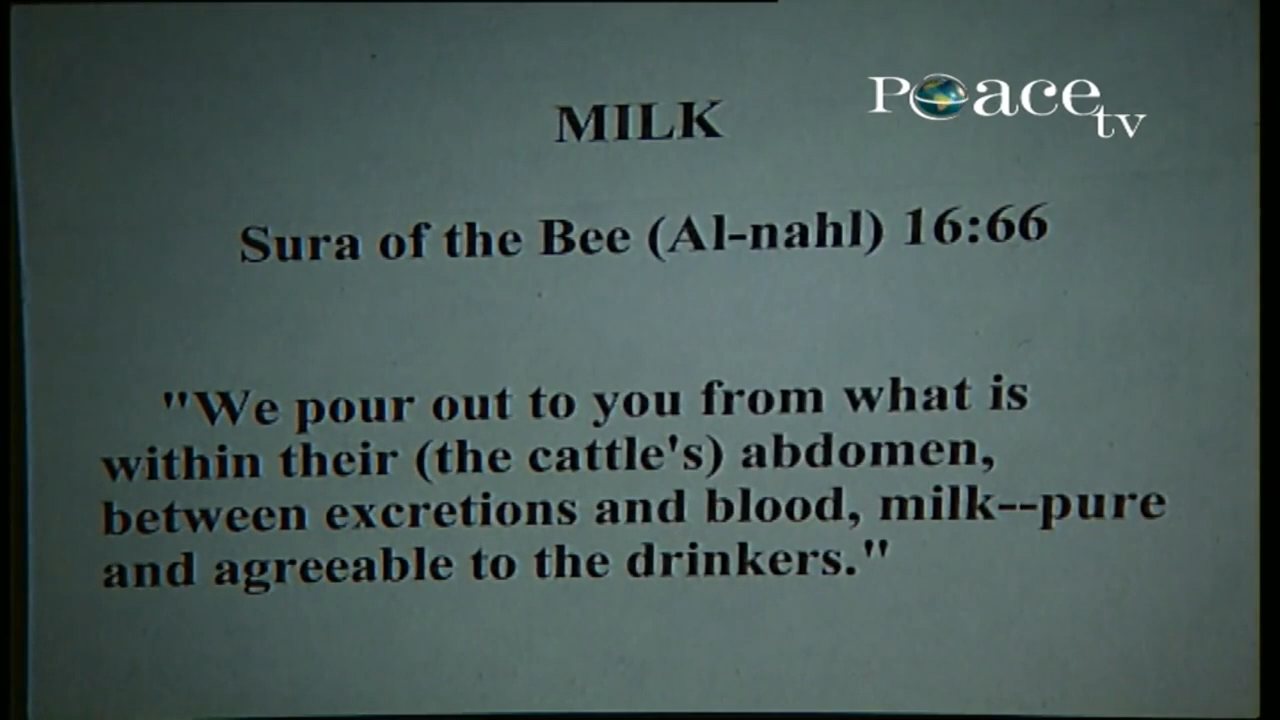 MILK
Peace tv
Sura of the Bee (Al-nahl) 16:66
"We pour out to you from what is
within their (the cattle's) abdomen,
between excretions and blood, milk--pure
and agreeable to the drinkers."